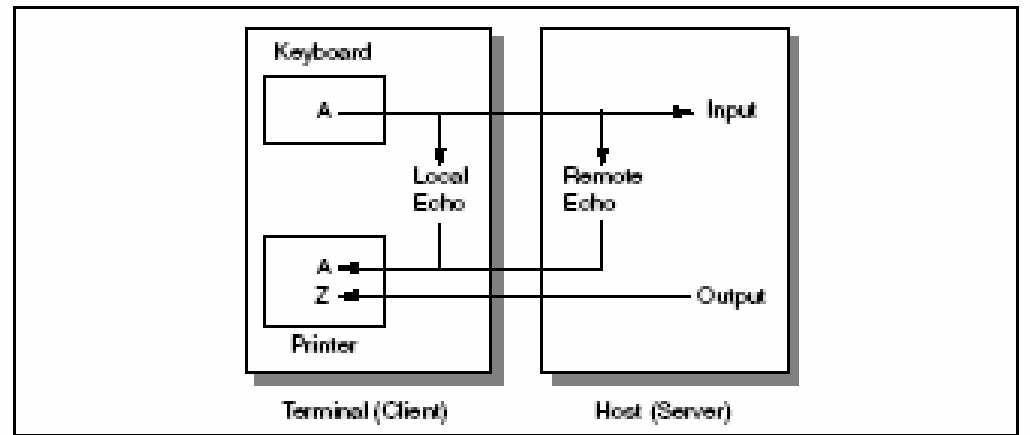 Keyboard
A
Input
Local
Echo
Remote
Echo
A
Z
Output
Printer
Terminal (Client)
Host (Server)